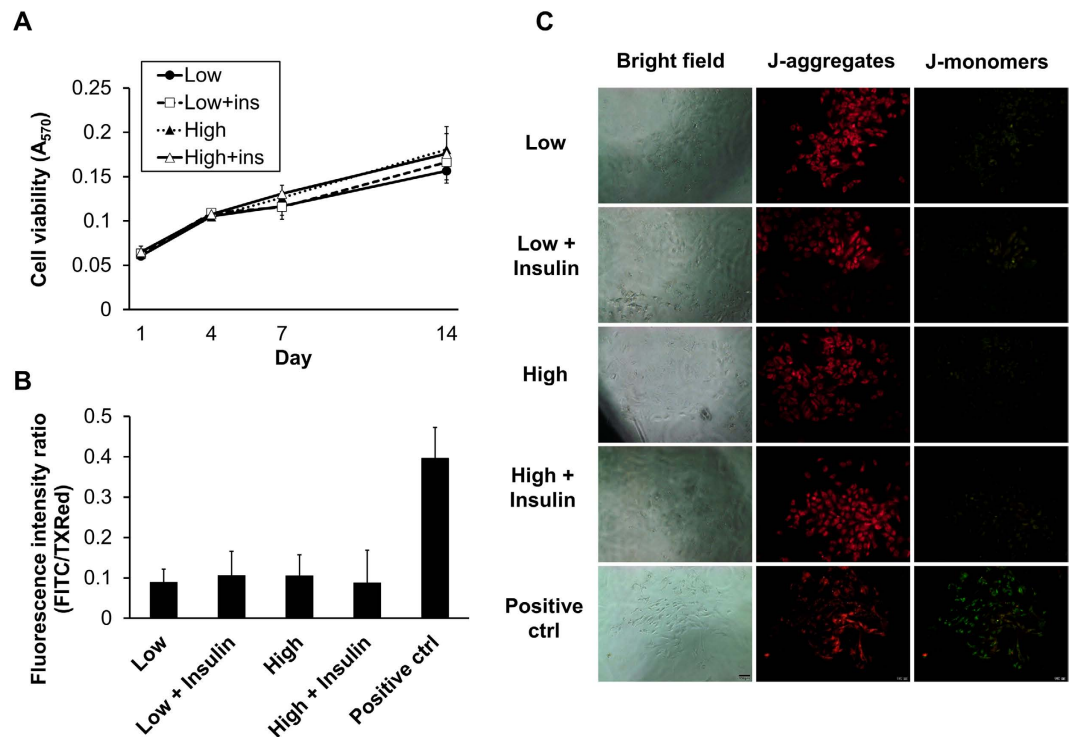 A
Low
Low+ins
High
High+ins
Cell viability (A570)
0.25
0.2
0.15
0.1
0.05
0
1 4 7 14
Day
B
Fluorescence intensity ratio
(FITC/TXRed)
0.5
0.4
0.3
0.2
0.1
0
Low
Low + Insulin
High
High + Insulin
Positive ctrl
C
Bright field J-aggregates J-monomers
Low
Low +
Insulin
High
High +
Insulin
Positive
ctrl